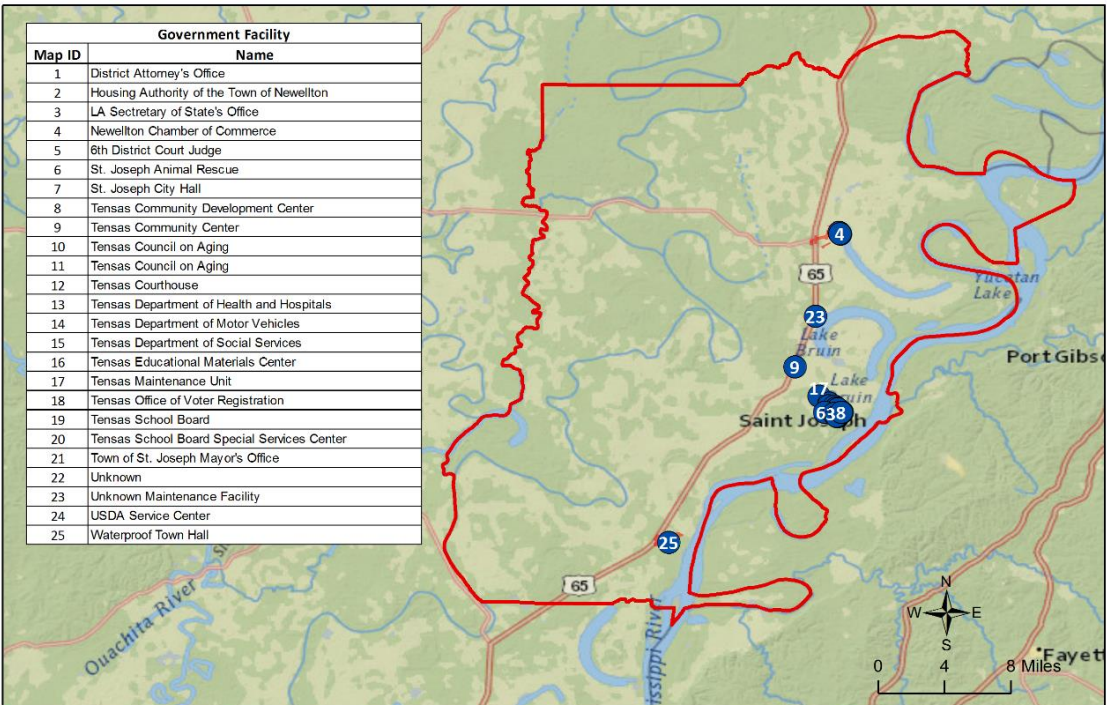 Government Facility
Map ID Name
1 District Attorney's Office
2 Housing Authority of the Town of Newellton
3 LA Sectretary of State's Office
4 Newellton Chamber of Commerce
5 6th District Court Judge
6 St. Joseph Animal Rescue
7 St. Joseph City Hall
8 Tensas Community Development Center
9 Tensas Community Center
10 Tensas Council on Aging
11 Tensas Council on Aging
12 Tensas Courthouse
13 Tensas Department of Health and Hospitals
14 Tensas Department of Motor Vehicles
15 Tensas Department of Social Services
16 Tensas Educational Materials Center
17 Tensas Maintenance Unit
18 Tensas Office of Voter Registration
19 Tensas School Board
20 Tensas School Board Special Services Center
21 Town of St. Joseph Mayor's Office
22 Unknown
23 Unknown Maintenance Facility
24 USDA Service Center
25 Waterproof Town Hall
4
65
Yucatan
Lake
23
Lake
Bruin
Port Gibso
9
17
Lake
6 3 8
Saint Joseph
25
65
Ouachita River
issippi River
N
W E
S
0 4 8 Miles
Fayett